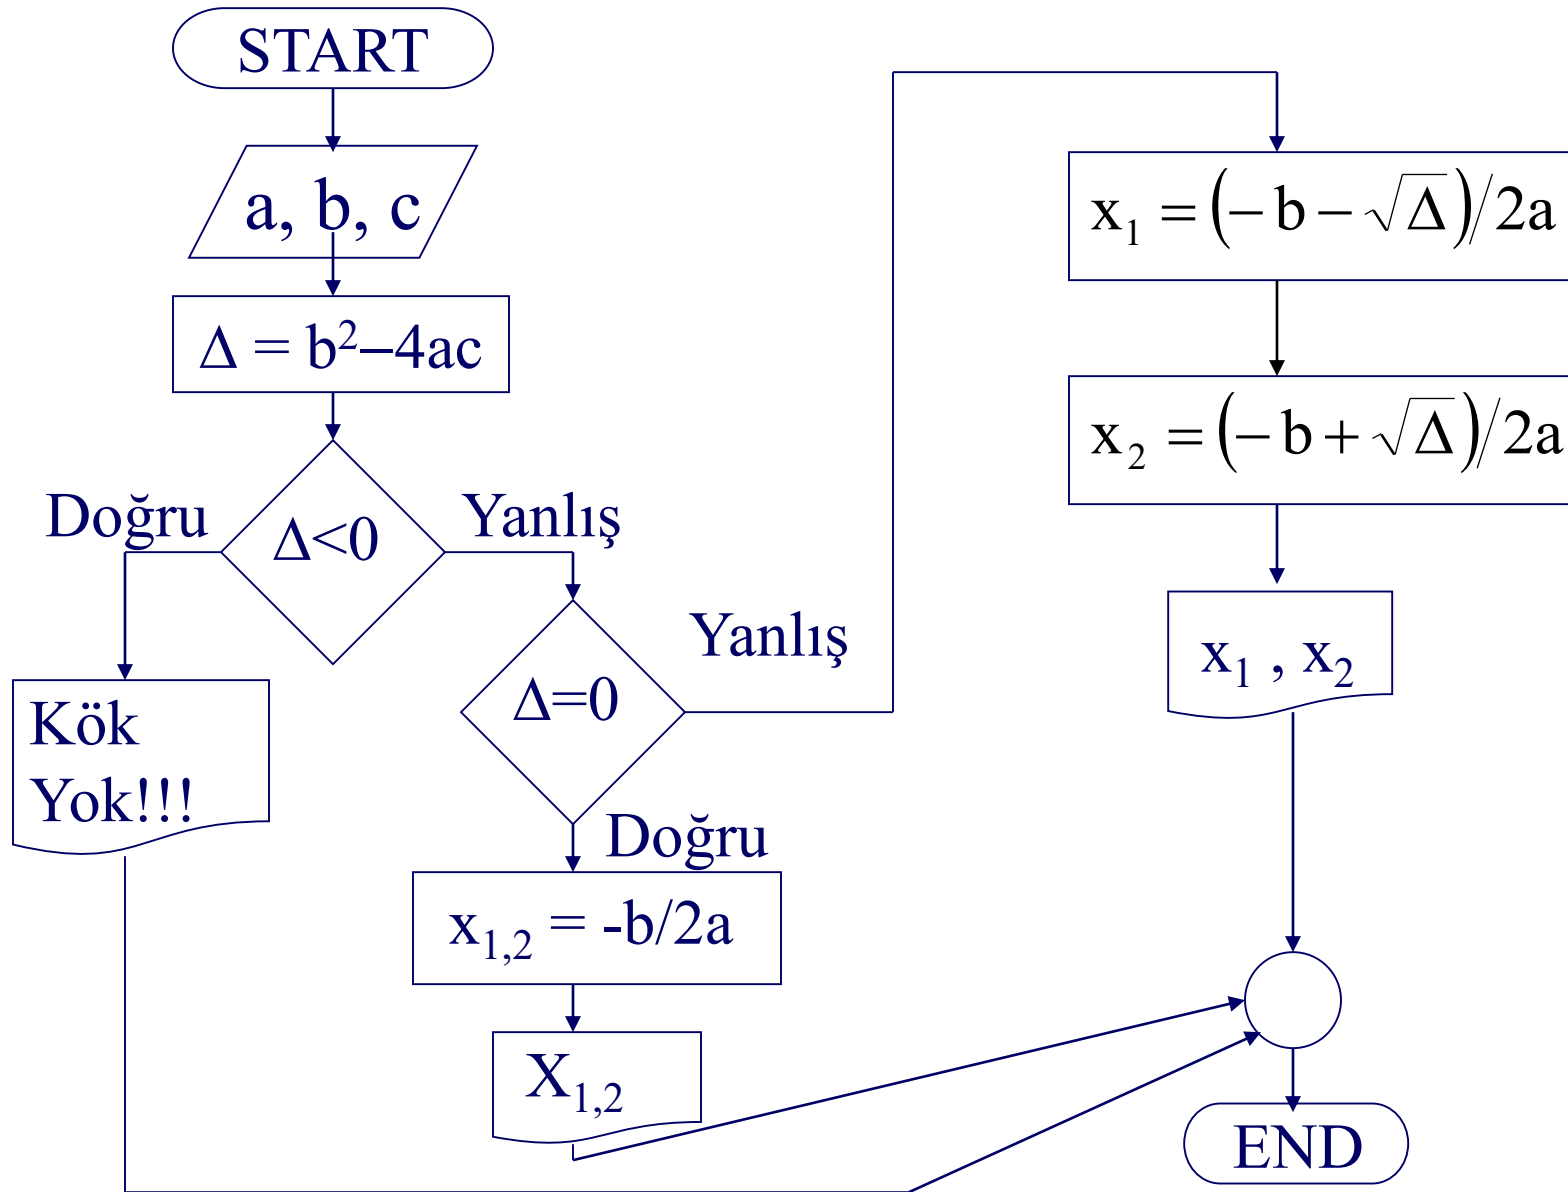 START
a, b, c
Δ = b²–4ac
Δ<0
Doğru
Yanlış
Kök
Yok!!!
Δ=0
Yanlış
Doğru
x₁,₂ = -b/2a
X₁,₂
x₁ = (– b – √Δ)/2a
x₂ = (– b + √Δ)/2a
x₁ , x₂
END